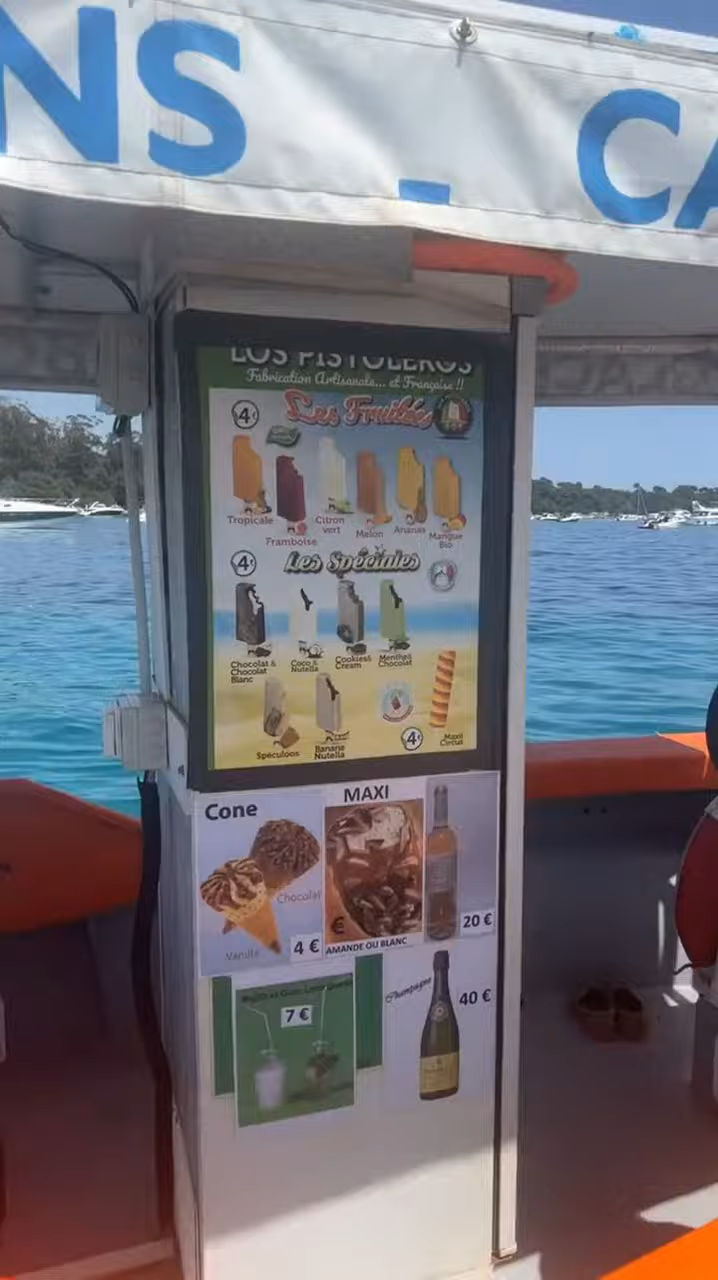 NS - CA
LOS PISTOLEROS
Fabrication Artisanale... et Française !!
4€
Les Fruitées
Tropicale
Framboise
Citron
vert
Melon
Ananas
Mangue
Bio
4€
Les Spéciales
Chocolat &
Chocolat
Blanc
Coco &
Nutella
Cookies&
Cream
Menthe&
Chocolat
Spéculoos
Banane
Nutella
4€
Maxi
Circus
Cone
Chocolat
Vanille
4 €
MAXI
€
AMANDE OU BLANC
20 €
7 €
Champagne
40 €